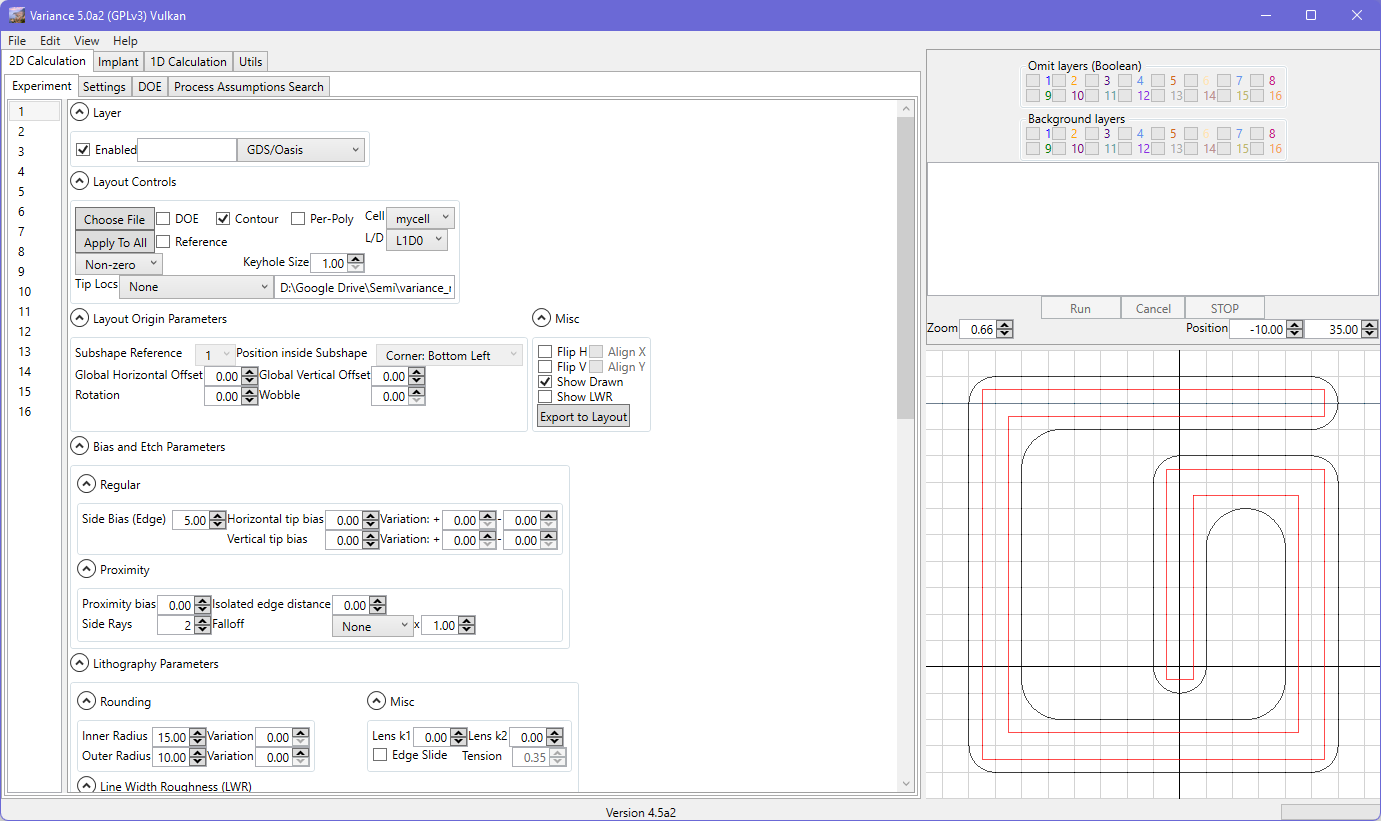 Variance 5.0a2 (GPLv3) Vulkan
File Edit View Help
2D Calculation Implant 1D Calculation Utils
Experiment Settings DOE Process Assumptions Search
1
2
3
4
5
6
7
8
9
10
11
12
13
14
15
16
Layer
Enabled GDS/Oasis
Layout Controls
Choose File DOE Contour Per-Poly Cell mycell
Apply To All Reference L/D L1D0
Non-zero Keyhole Size 1.00
Tip Locs None D:\Google Drive\Semi\variance_r
Layout Origin Parameters
Subshape Reference 1 Position inside Subshape Corner: Bottom Left
Global Horizontal Offset 0.00 Global Vertical Offset 0.00
Rotation 0.00 Wobble 0.00
Misc
Flip H Align X
Flip V Align Y
Show Drawn
Show LWR
Export to Layout
Bias and Etch Parameters
Regular
Side Bias (Edge) 5.00 Horizontal tip bias 0.00 Variation: + 0.00 - 0.00
Vertical tip bias 0.00 Variation: + 0.00 - 0.00
Proximity
Proximity bias 0.00 Isolated edge distance 0.00
Side Rays 2 Falloff None x 1.00
Lithography Parameters
Rounding
Inner Radius 15.00 Variation 0.00
Outer Radius 10.00 Variation 0.00
Misc
Lens k1 0.00 Lens k2 0.00
Edge Slide Tension 0.35
Line Width Roughness (LWR)
Omit layers (Boolean)
1 2 3 4 5 6 7 8
9 10 11 12 13 14 15 16
Background layers
1 2 3 4 5 6 7 8
9 10 11 12 13 14 15 16
Run Cancel STOP
Zoom 0.66 Position -10.00 35.00
Version 4.5a2